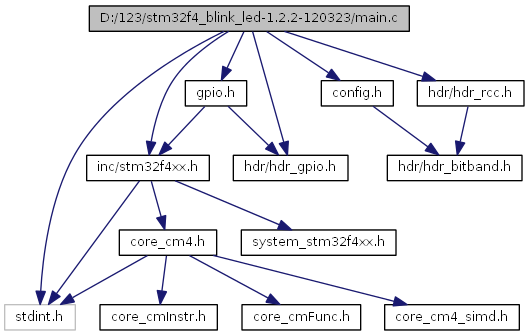 D:/123/stm32f4_blink_led-1.2.2-120323/main.c
gpio.h
config.h
hdr/hdr_rcc.h
inc/stm32f4xx.h
hdr/hdr_gpio.h
hdr/hdr_bitband.h
core_cm4.h
system_stm32f4xx.h
stdint.h
core_cmInstr.h
core_cmFunc.h
core_cm4_simd.h